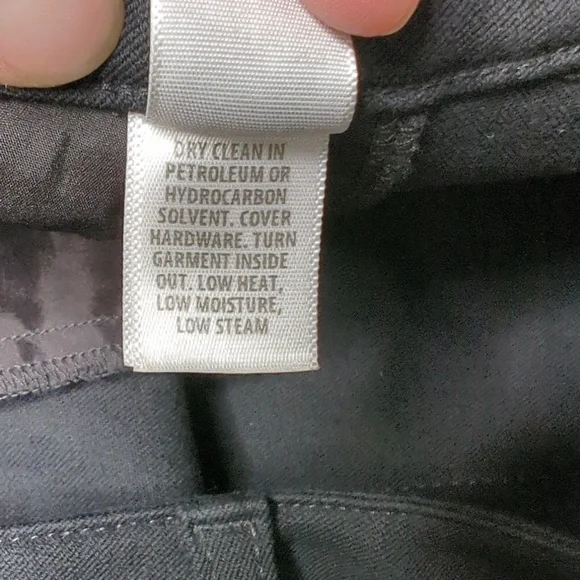 DRY CLEAN IN
PETROLEUM OR
HYDROCARBON
SOLVENT. COVER
HARDWARE. TURN
GARMENT INSIDE
OUT. LOW HEAT,
LOW MOISTURE,
LOW STEAM